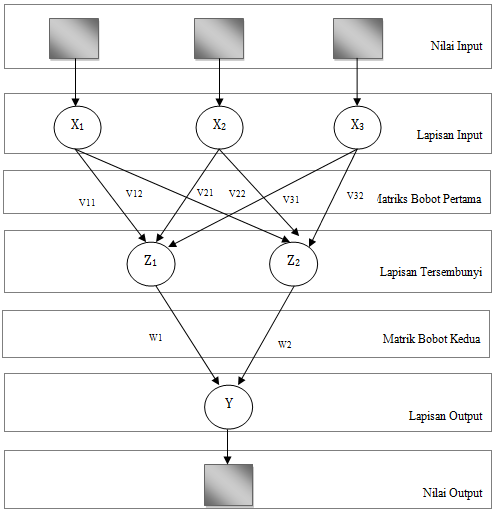 Nilai Input
X1
X2
X3
Lapisan Input
V11
V12
V21
V22
V31
V32
Matriks Bobot Pertama
Z1
Z2
Lapisan Tersembunyi
W1
W2
Matrik Bobot Kedua
Y
Lapisan Output
Nilai Output